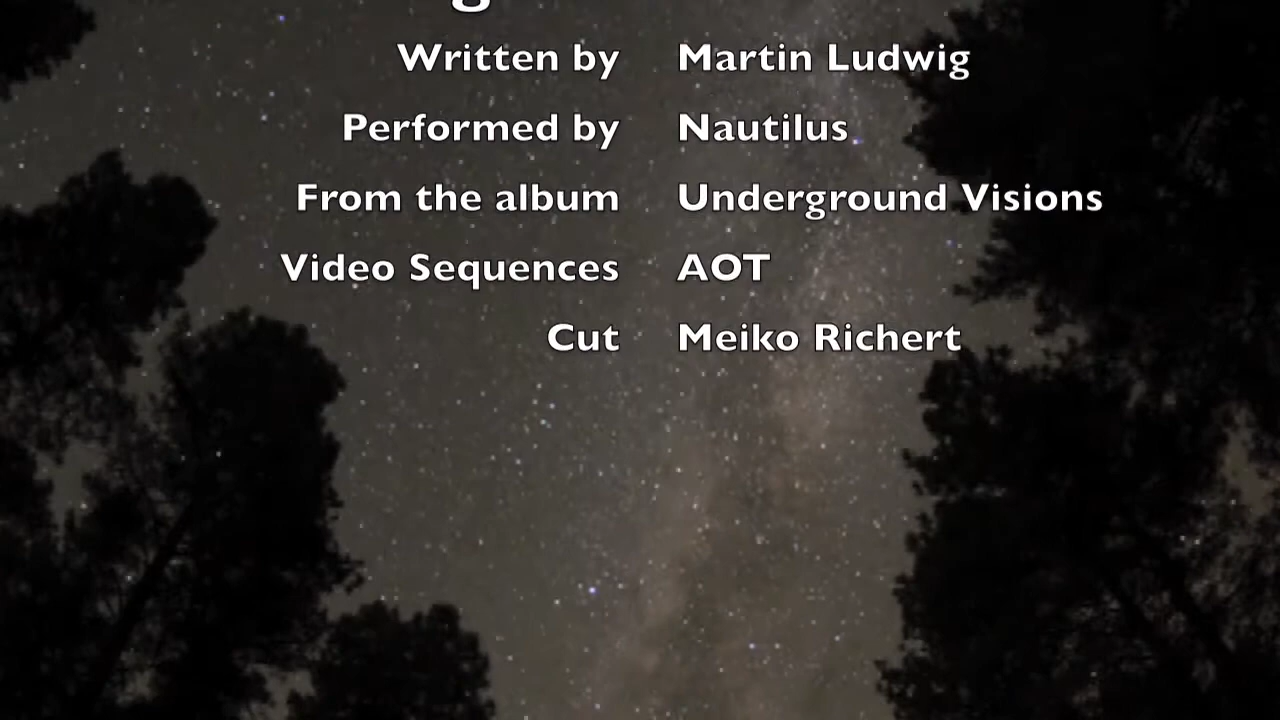 Written by Martin Ludwig
Performed by Nautilus
From the album Underground Visions
Video Sequences AOT
Cut Meiko Richert